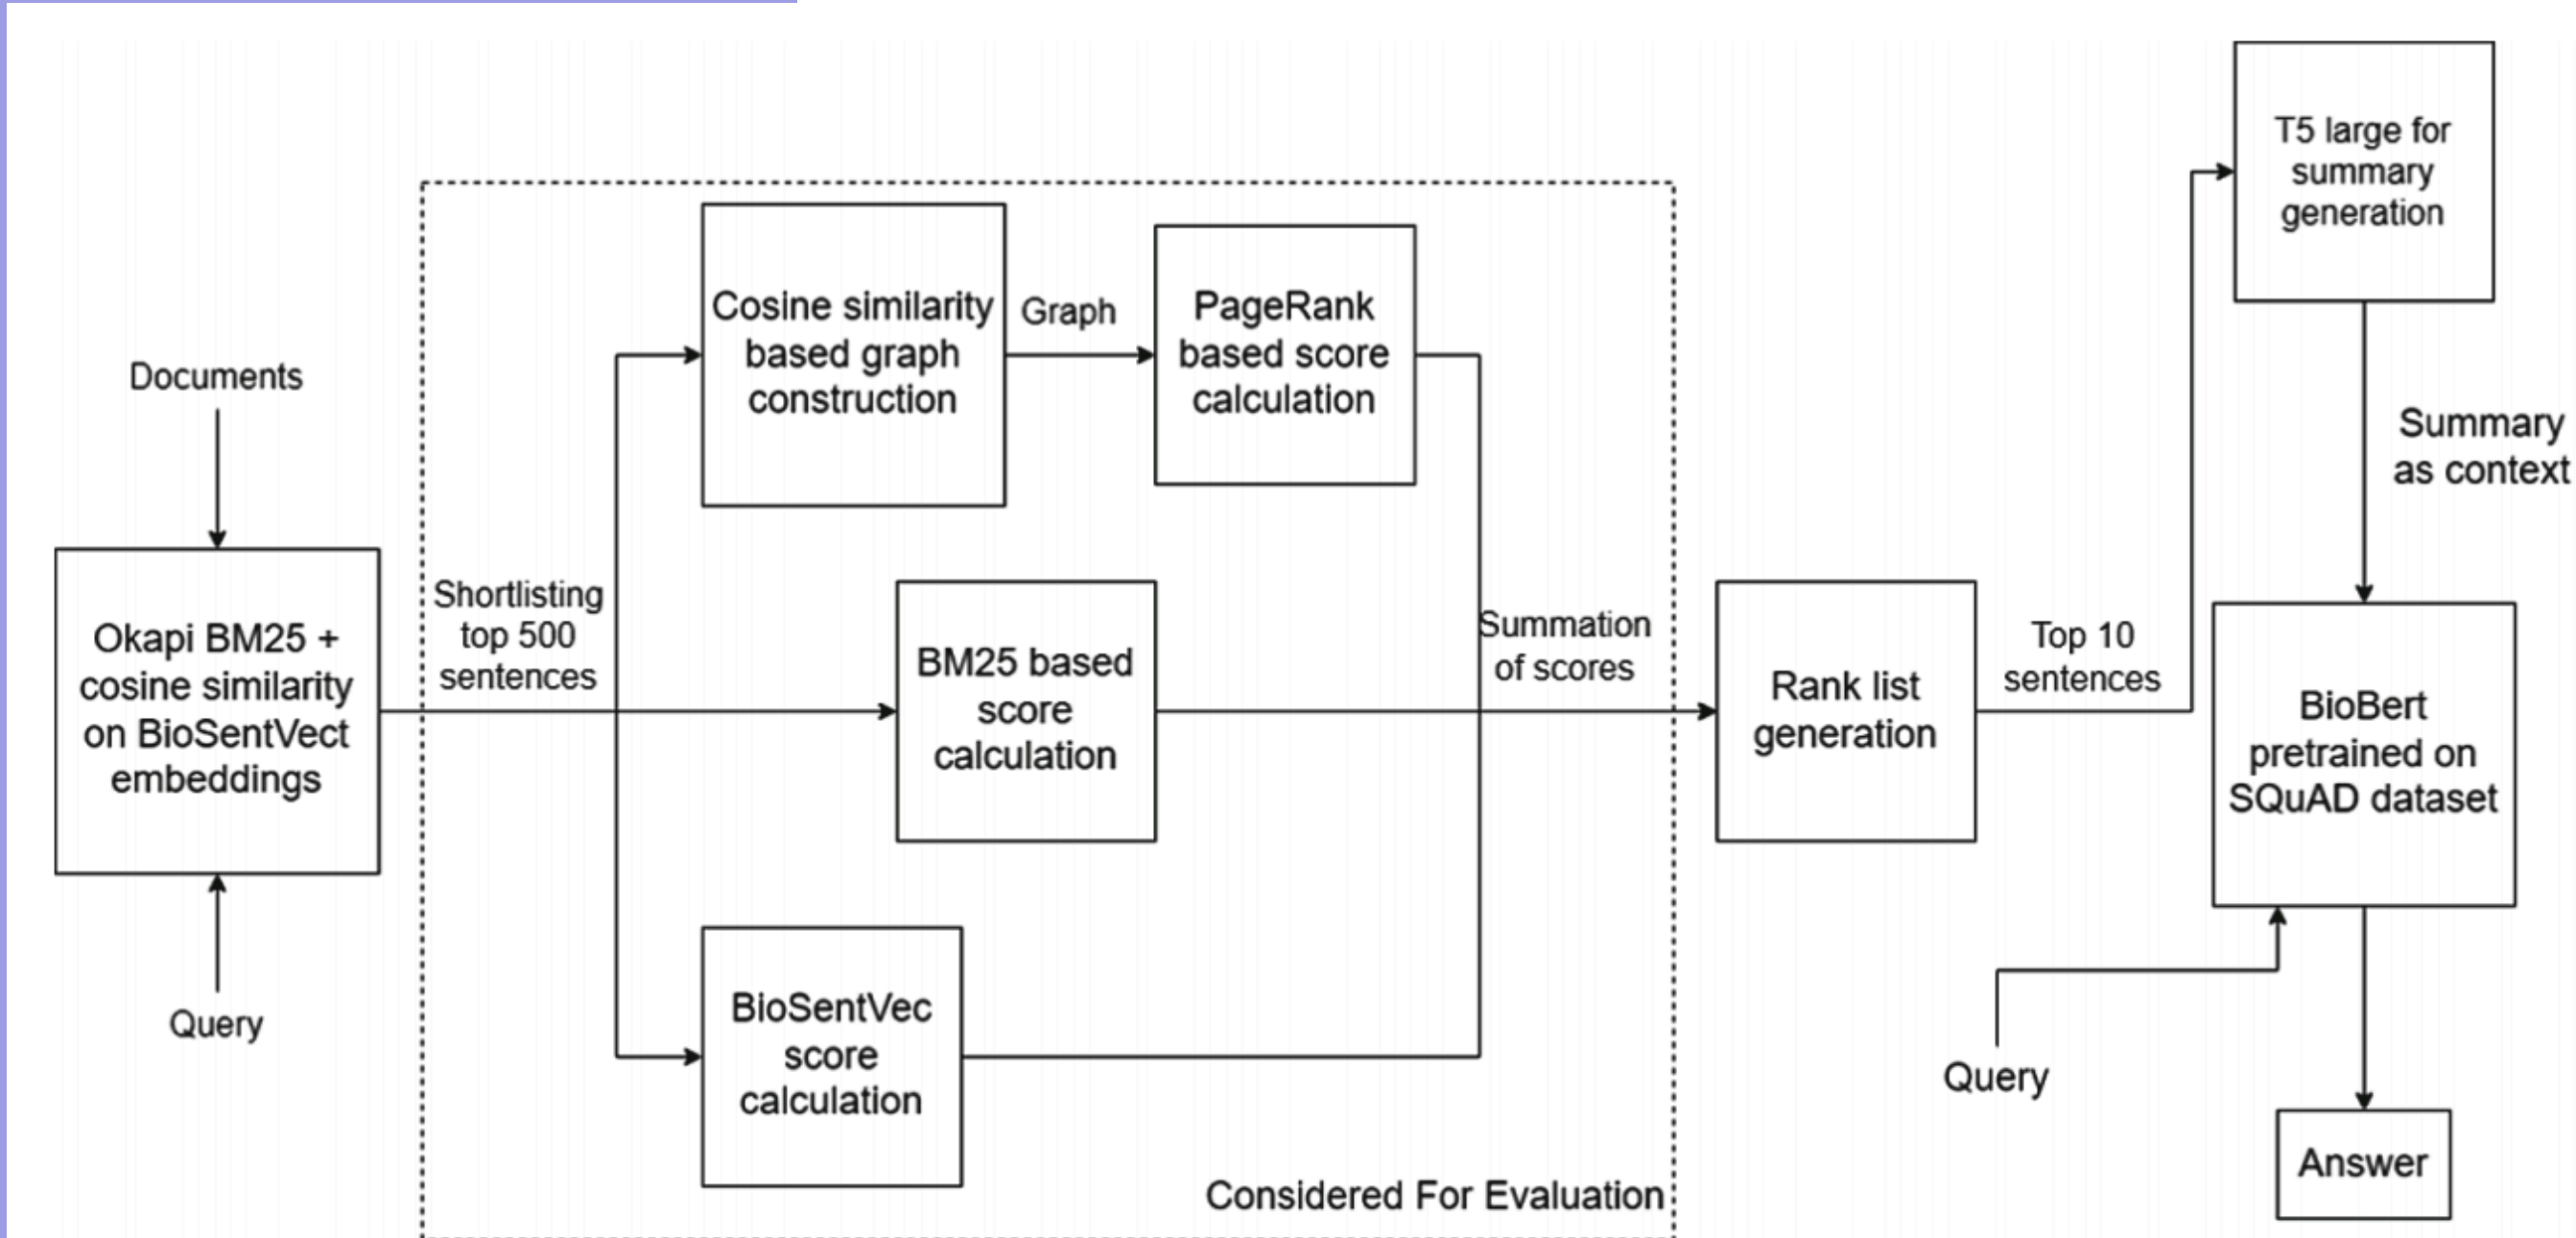 Documents
Okapi BM25 +
cosine similarity
on BioSentVect
embeddings
Query
Shortlisting
top 500
sentences
Cosine similarity
based graph
construction
Graph
PageRank
based score
calculation
BM25 based
score
calculation
BioSentVec
score
calculation
Summation
of scores
Considered For Evaluation
Rank list
generation
Top 10
sentences
T5 large for
summary
generation
Summary
as context
BioBert
pretrained on
SQuAD dataset
Query
Answer